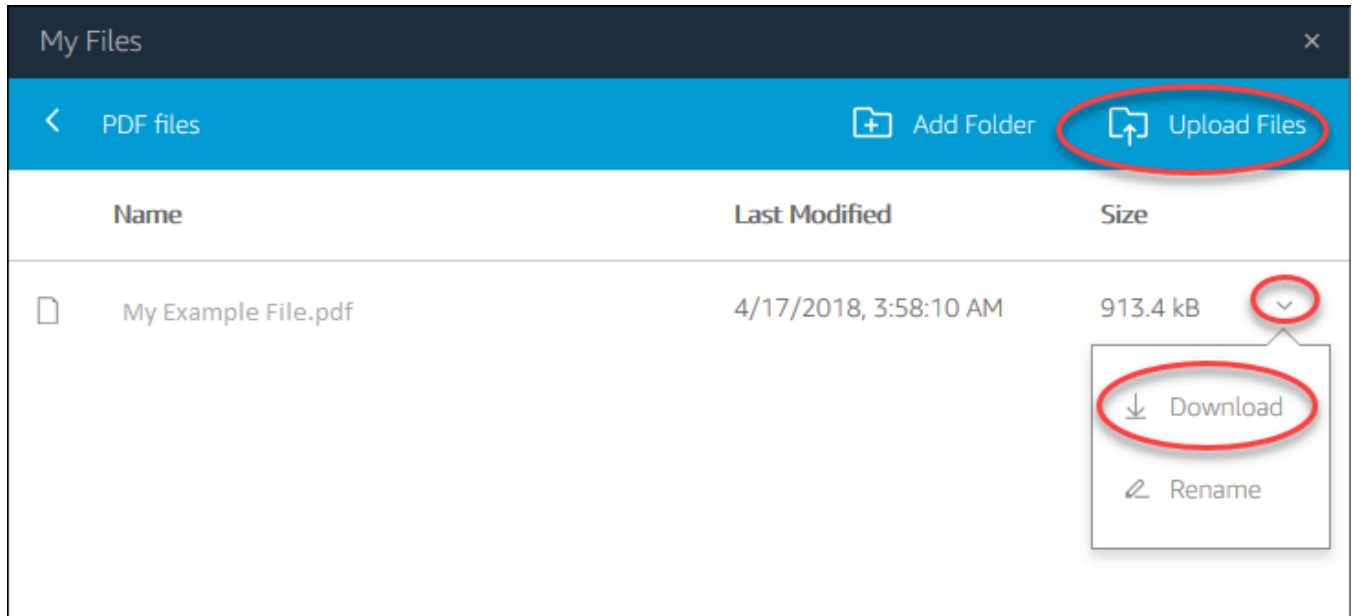 My Files
PDF files Add Folder Upload Files
Name Last Modified Size
My Example File.pdf 4/17/2018, 3:58:10 AM 913.4 kB
Download
Rename